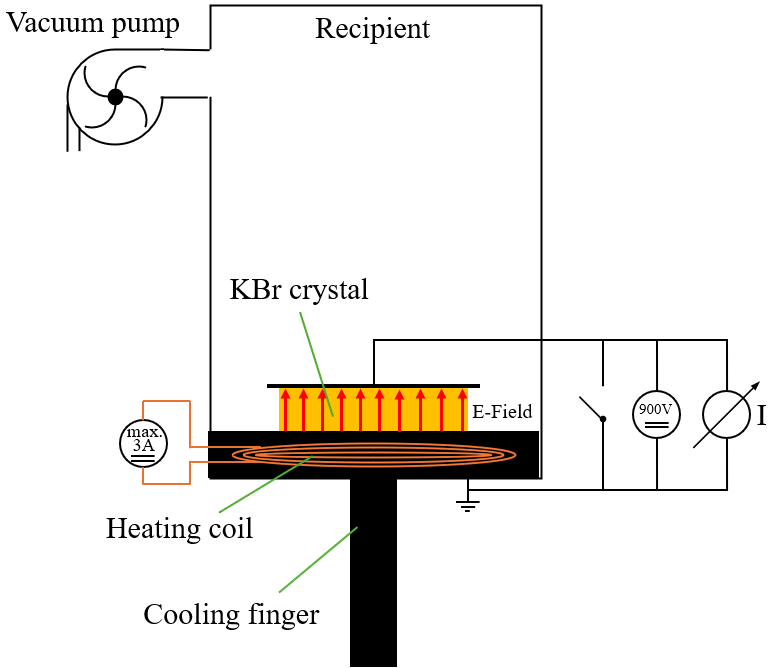 Vacuum pump
Recipient
KBr crystal
E-Field
900V
I
max.
3A
Heating coil
Cooling finger